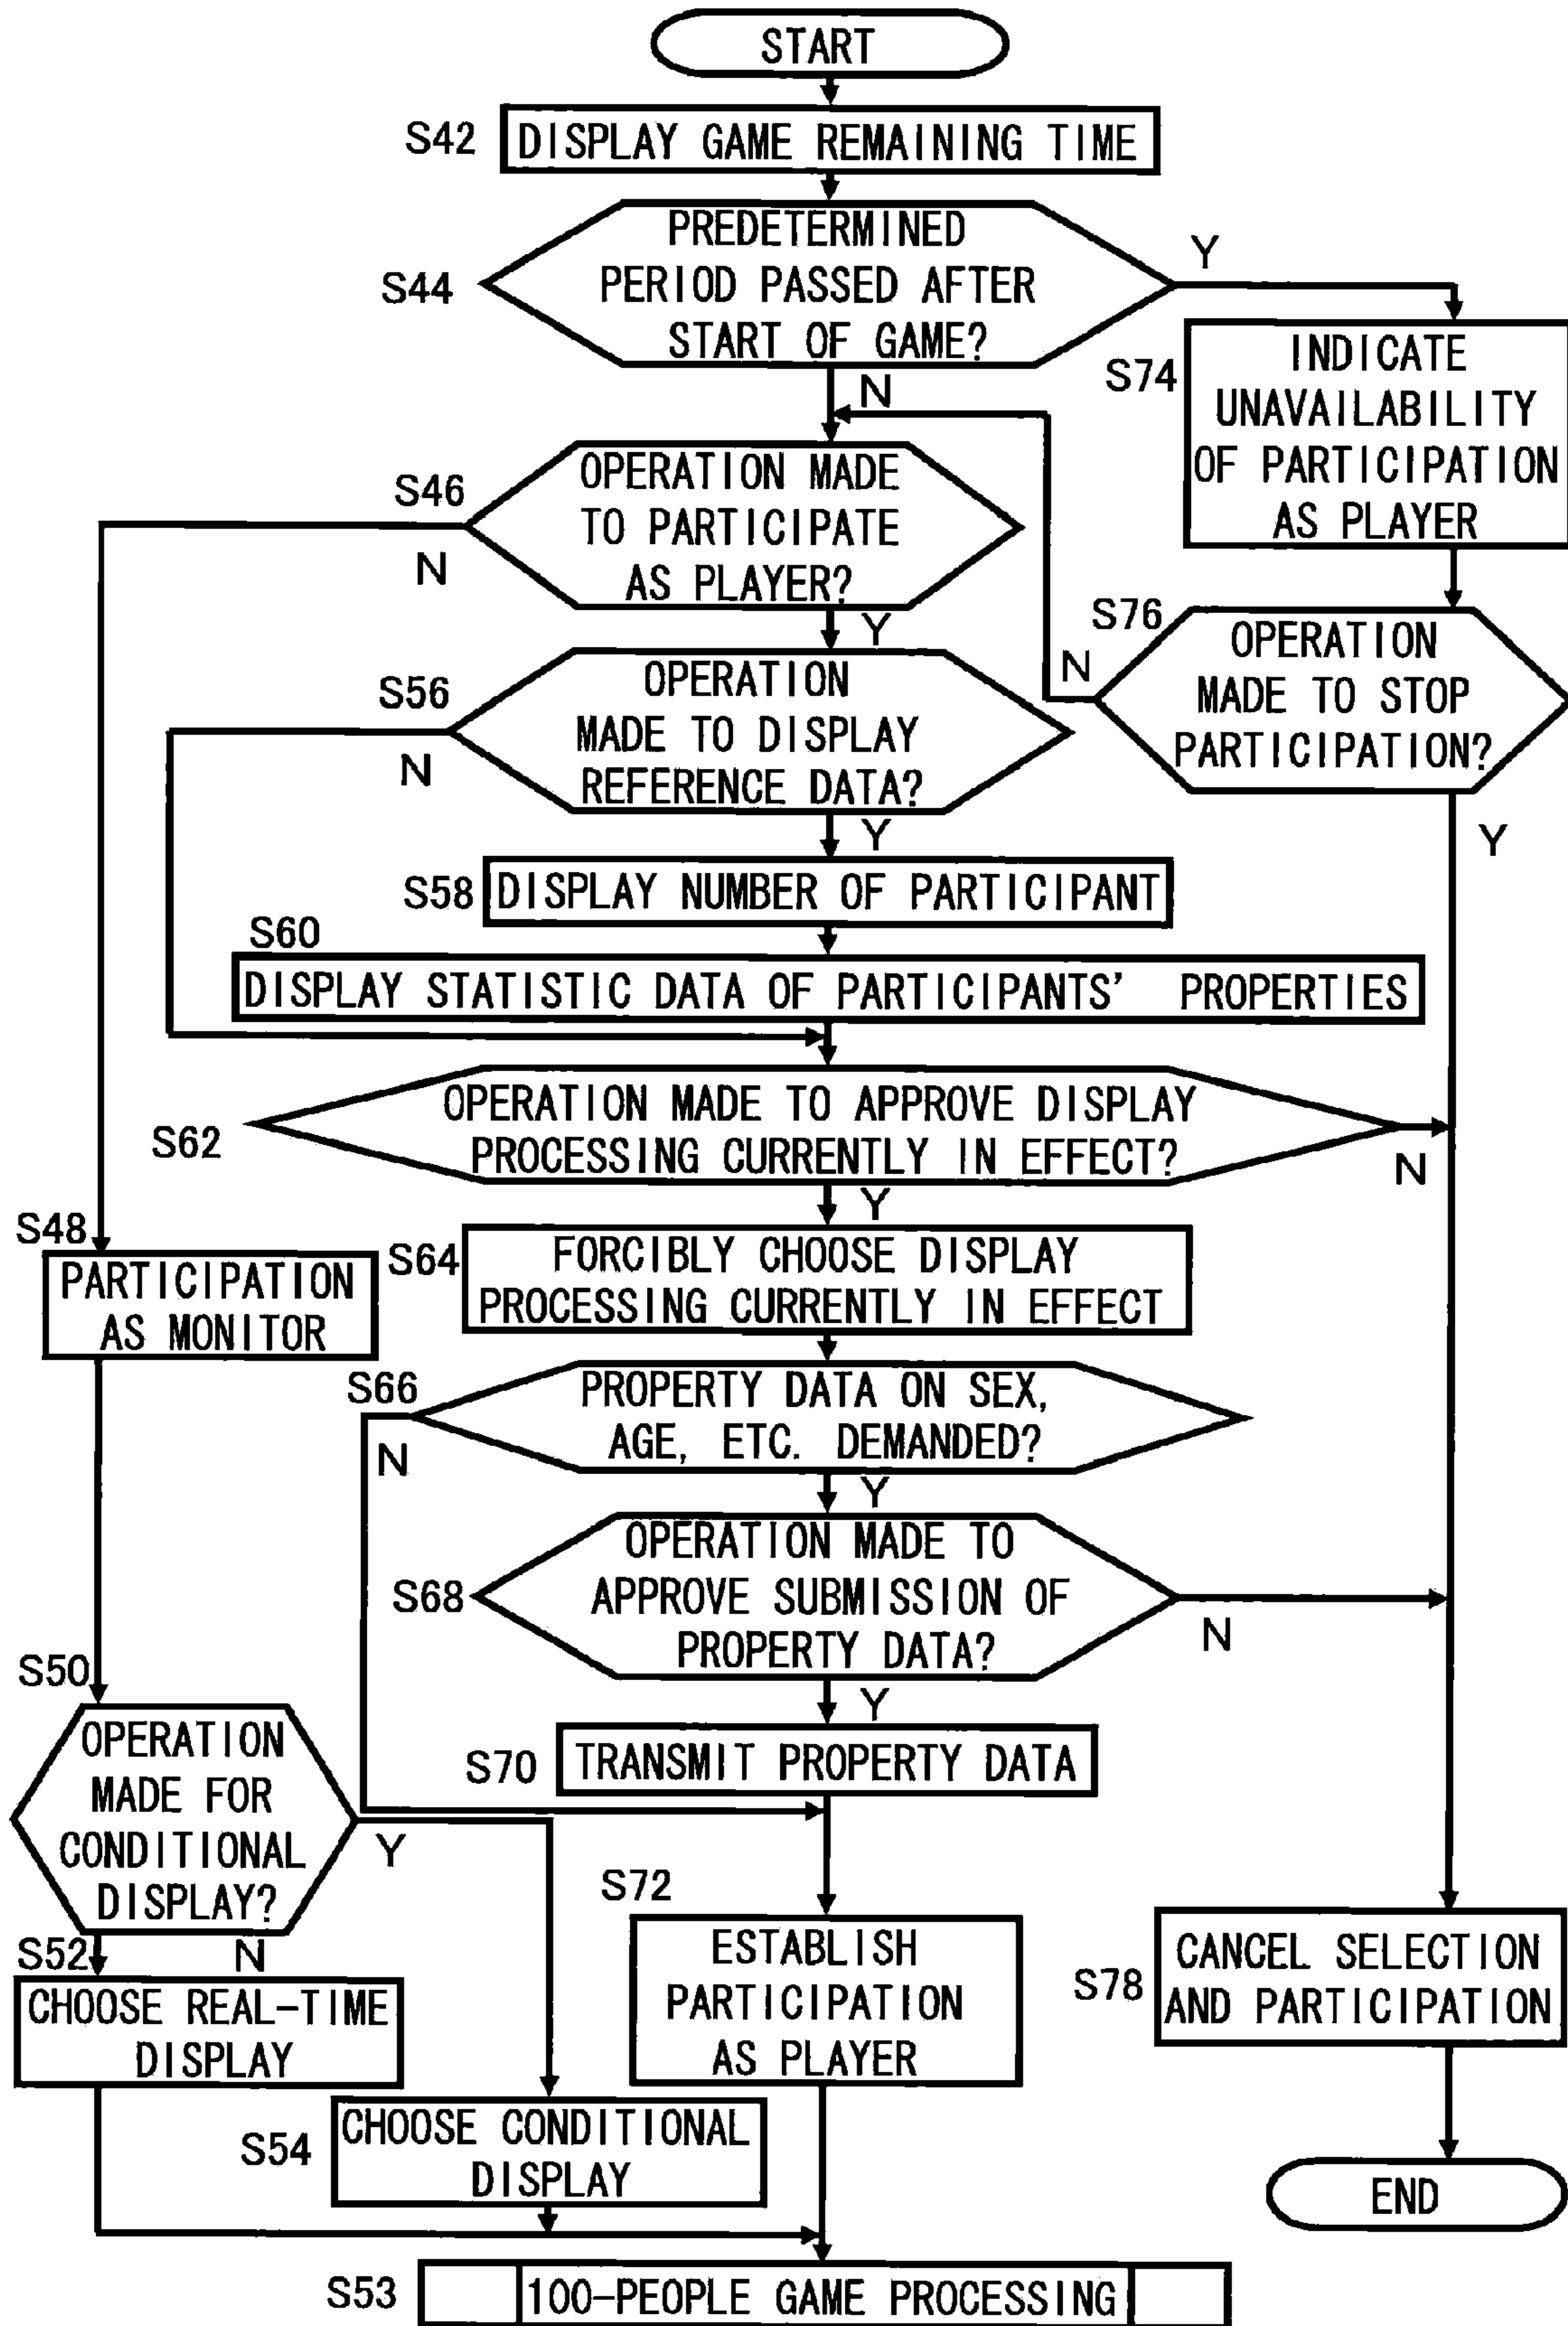 START
S42
DISPLAY GAME REMAINING TIME
S44
PREDETERMINED
PERIOD PASSED AFTER
START OF GAME?
Y
N
S74
INDICATE
UNAVAILABILITY
OF PARTICIPATION
AS PLAYER
S46
OPERATION MADE
TO PARTICIPATE
AS PLAYER?
N
Y
S76
OPERATION
MADE TO STOP
PARTICIPATION?
N
Y
S56
OPERATION
MADE TO DISPLAY
REFERENCE DATA?
N
Y
S58
DISPLAY NUMBER OF PARTICIPANT
S60
DISPLAY STATISTIC DATA OF PARTICIPANTS' PROPERTIES
S62
OPERATION MADE TO APPROVE DISPLAY
PROCESSING CURRENTLY IN EFFECT?
N
Y
S48
PARTICIPATION
AS MONITOR
S64
FORCIBLY CHOOSE DISPLAY
PROCESSING CURRENTLY IN EFFECT
S66
PROPERTY DATA ON SEX,
AGE, ETC. DEMANDED?
N
Y
S68
OPERATION MADE TO
APPROVE SUBMISSION OF
PROPERTY DATA?
N
Y
S50
OPERATION
MADE FOR
CONDITIONAL
DISPLAY?
Y
N
S70
TRANSMIT PROPERTY DATA
S72
ESTABLISH
PARTICIPATION
AS PLAYER
S78
CANCEL SELECTION
AND PARTICIPATION
S52
CHOOSE REAL-TIME
DISPLAY
S54
CHOOSE CONDITIONAL
DISPLAY
END
S53
100-PEOPLE GAME PROCESSING